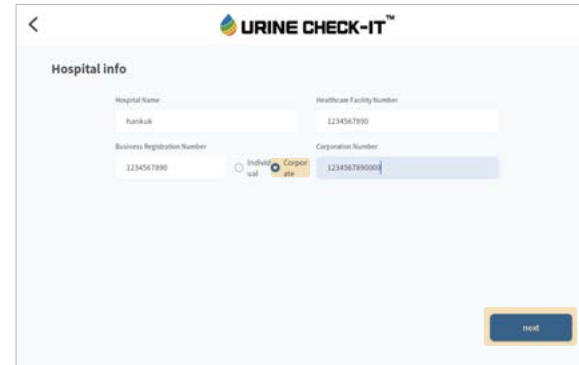 <
URINE CHECK-IT™
Hospital info
Hospital Name
Healthcare Facility Number
hankuk
1234567890
Business Registration Number
Corporation Number
1234567890
Individ
ual
Corpor
ate
1234567890000
next